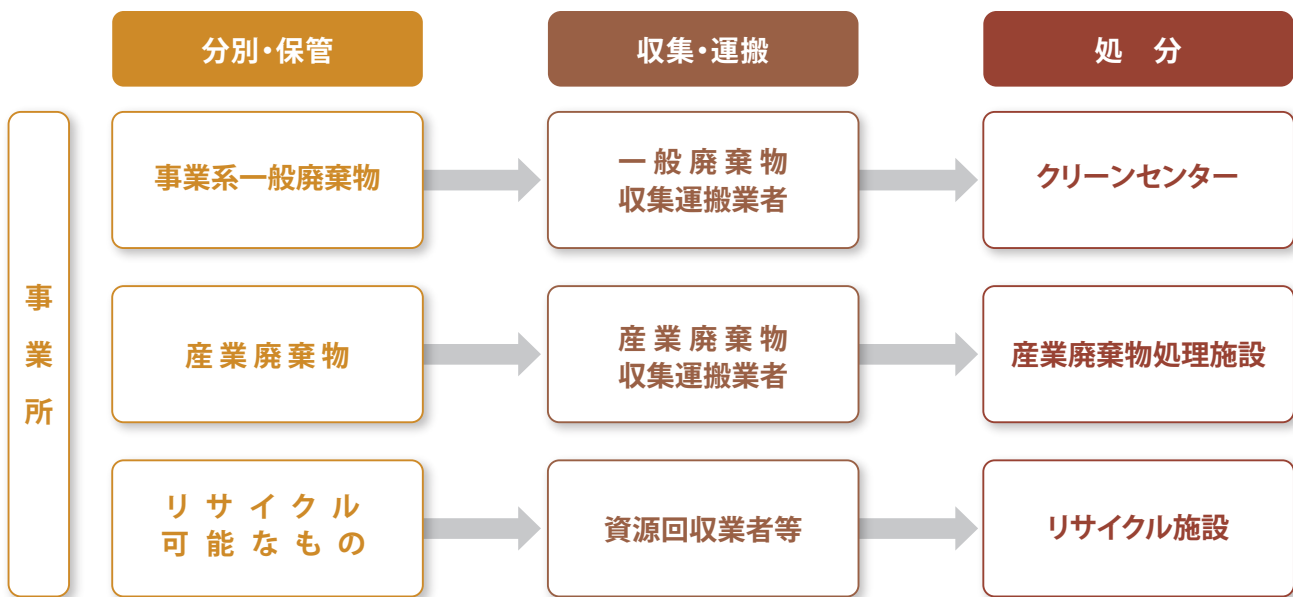 分別・保管
収集・運搬
処分
事業所
事業系一般廃棄物
一般廃棄物
収集運搬業者
クリーンセンター
産業廃棄物
産業廃棄物
収集運搬業者
産業廃棄物処理施設
リサイクル
可能なもの
資源回収業者等
リサイクル施設